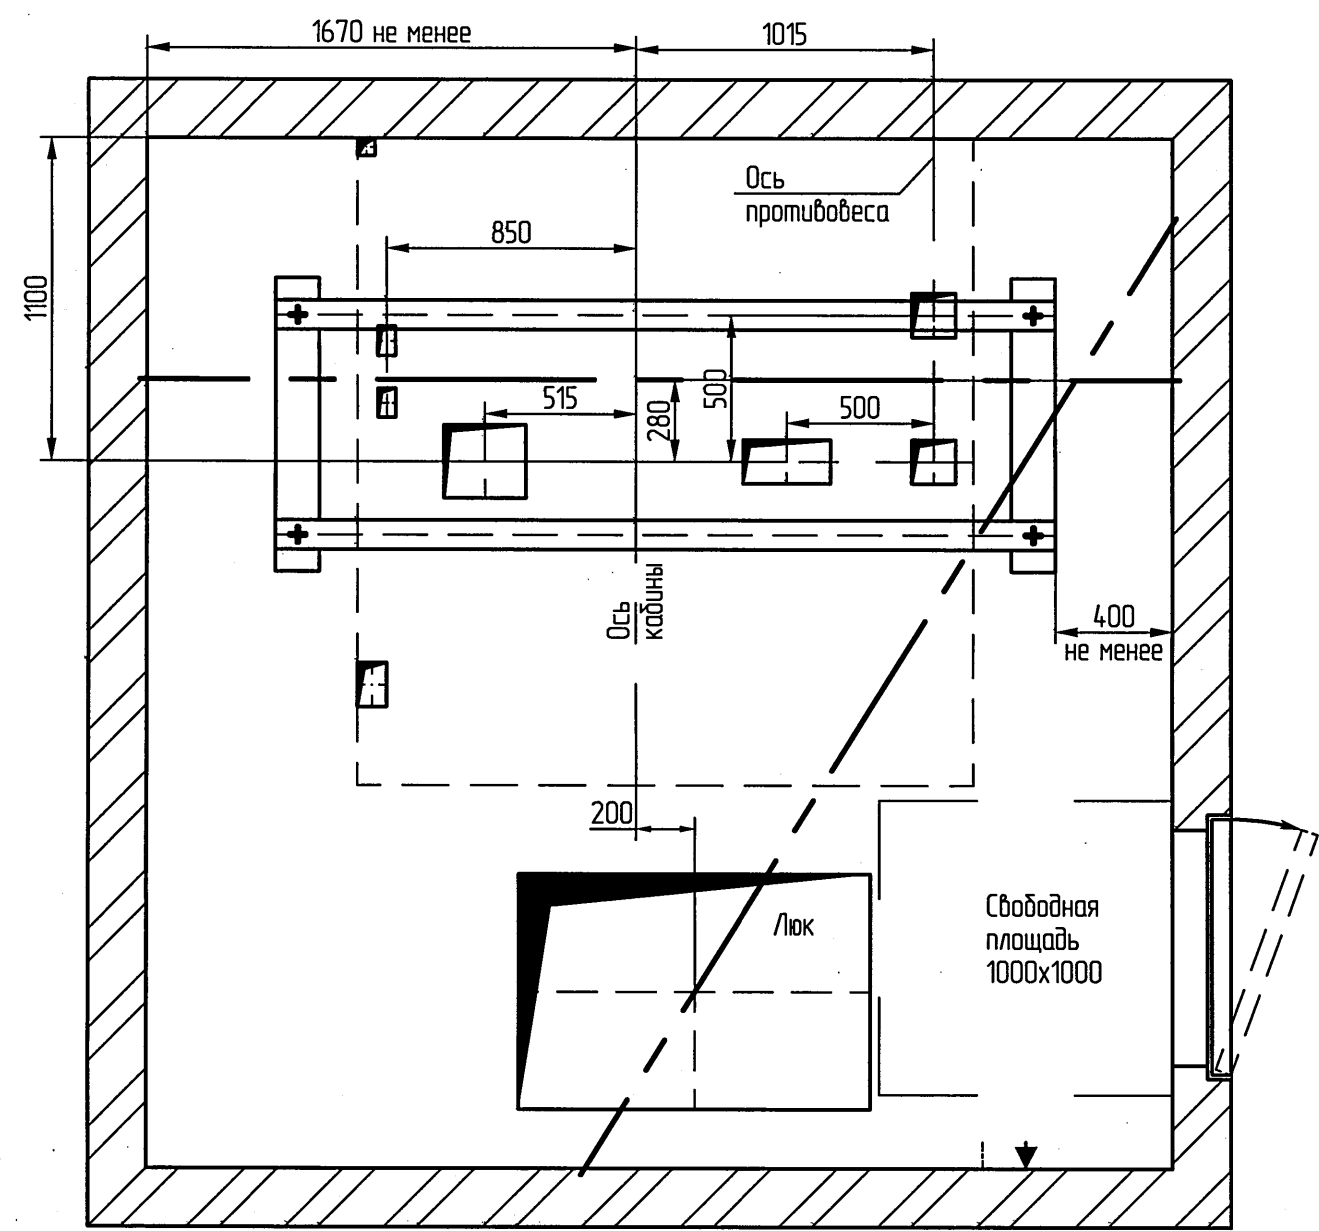 1670 не менее
1015
Ось
противовеса
850
1100
515
280
500
500
Ось
кабины
400
не менее
200
Люк
Свободная
площадь
1000х1000